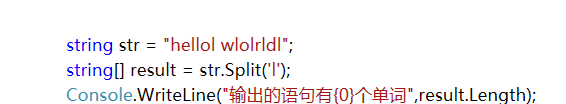 string str = "hellol wlolrldl";
string[] result = str.Split('l');
Console.WriteLine("输出的语句有{0}个单词",result.Length);